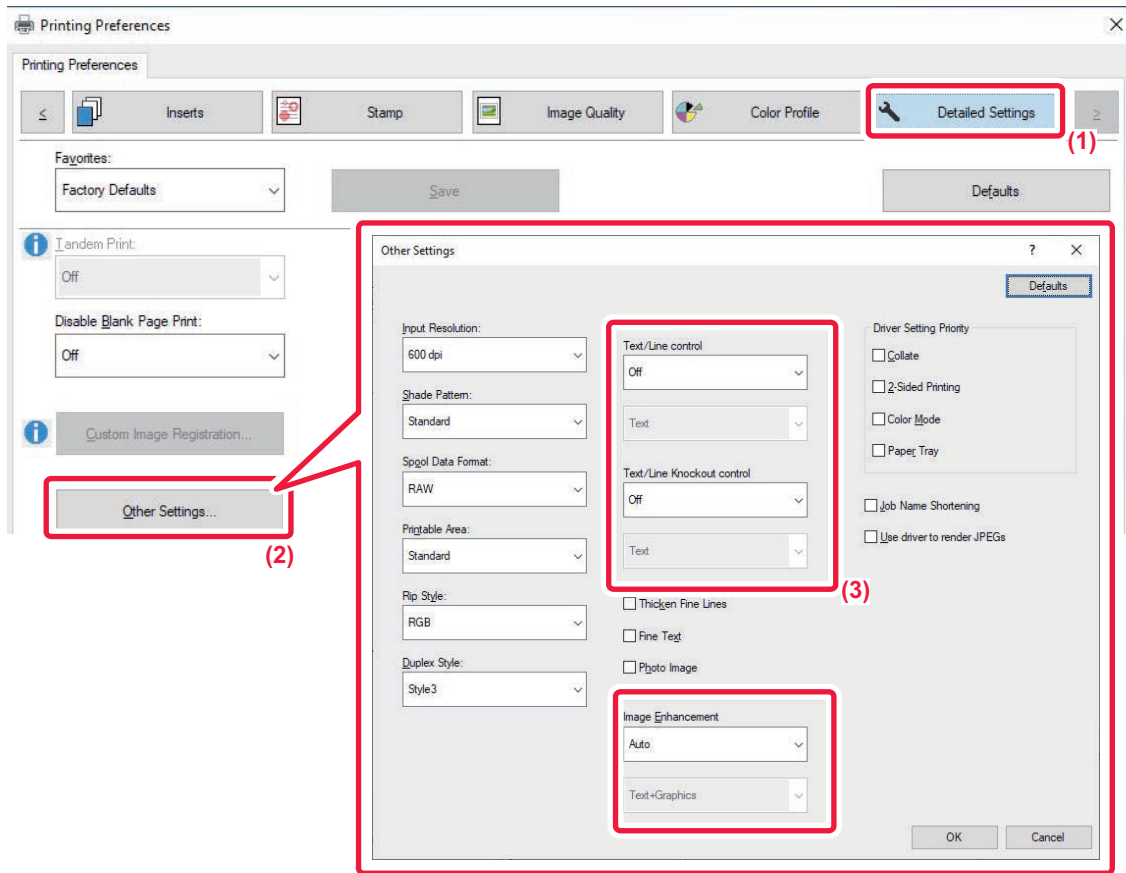 Printing Preferences
Printing Preferences
< Inserts Stamp Image Quality Color Profile Detailed Settings >
(1)
Favorites:
Factory Defaults Save Defaults
Tandem Print:
Off
Disable Blank Page Print:
Off
Custom Image Registration...
Other Settings...
(2)
Other Settings ?
Defaults
Input Resolution:
600 dpi
Shade Pattern:
Standard
Spool Data Format:
RAW
Printable Area:
Standard
Rip Style:
RGB
Duplex Style:
Style3
Text/Line control
Off
Text
Text/Line Knockout control
Off
Text
(3)
Thicken Fine Lines
Fine Text
Photo Image
Image Enhancement
Auto
Text+Graphics
Driver Setting Priority
Collate
2-Sided Printing
Color Mode
Paper Tray
Job Name Shortening
Use driver to render JPEGs
OK Cancel